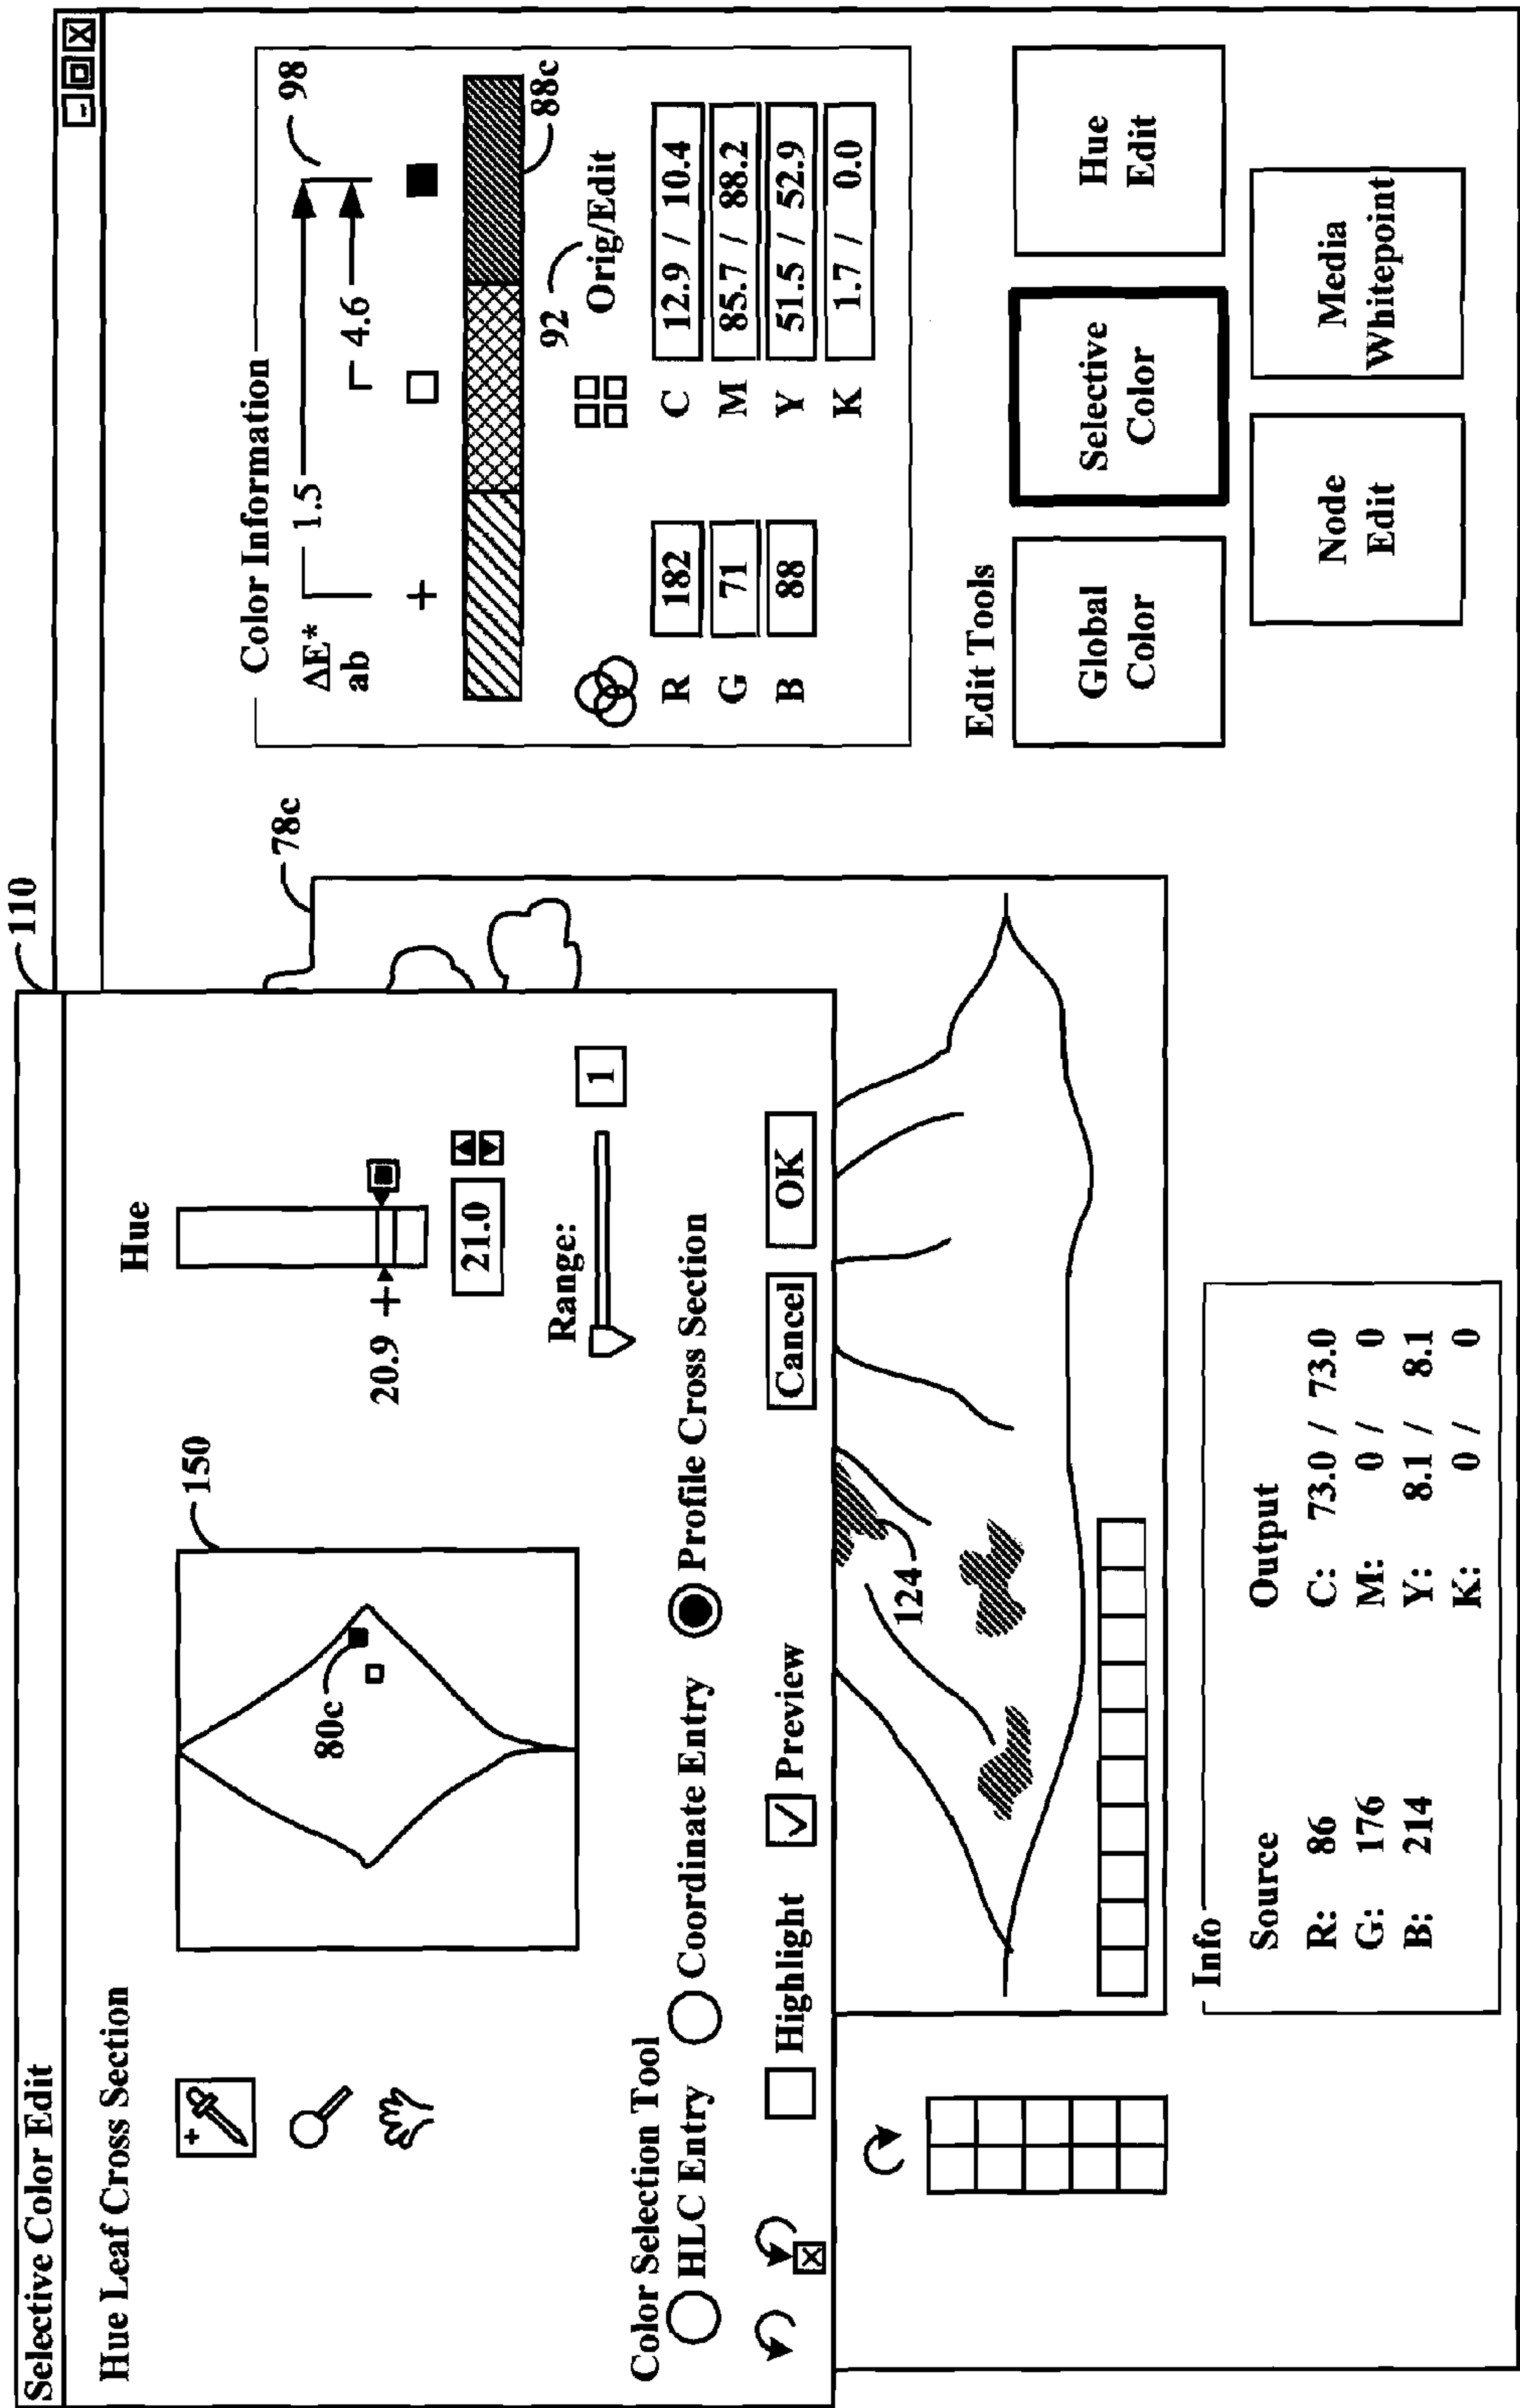 110
Selective Color Edit
Hue Leaf Cross Section
150
80c
Hue
20.9 +
21.0
Range:
1
Color Selection Tool
HLC Entry
Coordinate Entry
Profile Cross Section
Highlight
Preview
Cancel
OK
78c
124
Color Information
98
ΔE*
ab
1.5
4.6
+
88c
92
Orig/Edit
R 182
G 71
B 88
C 12.9 / 10.4
M 85.7 / 88.2
Y 51.5 / 52.9
K 1.7 / 0.0
Edit Tools
Global
Color
Selective
Color
Hue
Edit
Node
Edit
Media
Whitepoint
Info
Source
Output
R: 86
C: 73.0 / 73.0
G: 176
M: 0 / 0
B: 214
Y: 8.1 / 8.1
K: 0 / 0